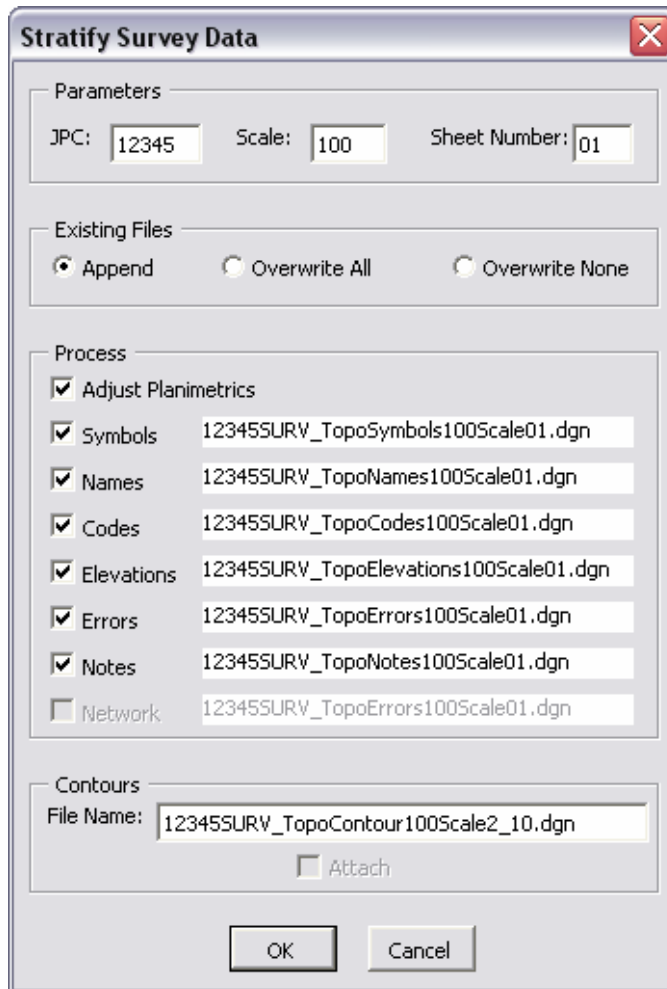 Stratify Survey Data
Parameters
JPC: 12345 Scale: 100 Sheet Number: 01
Existing Files
Append Overwrite All Overwrite None
Process
Adjust Planimetrics
Symbols 12345SURV_TopoSymbols100Scale01.dgn
Names 12345SURV_TopoNames100Scale01.dgn
Codes 12345SURV_TopoCodes100Scale01.dgn
Elevations 12345SURV_TopoElevations100Scale01.dgn
Errors 12345SURV_TopoErrors100Scale01.dgn
Notes 12345SURV_TopoNotes100Scale01.dgn
Network 12345SURV_TopoErrors100Scale01.dgn
Contours
File Name: 12345SURV_TopoContour100Scale2_10.dgn
Attach
OK Cancel